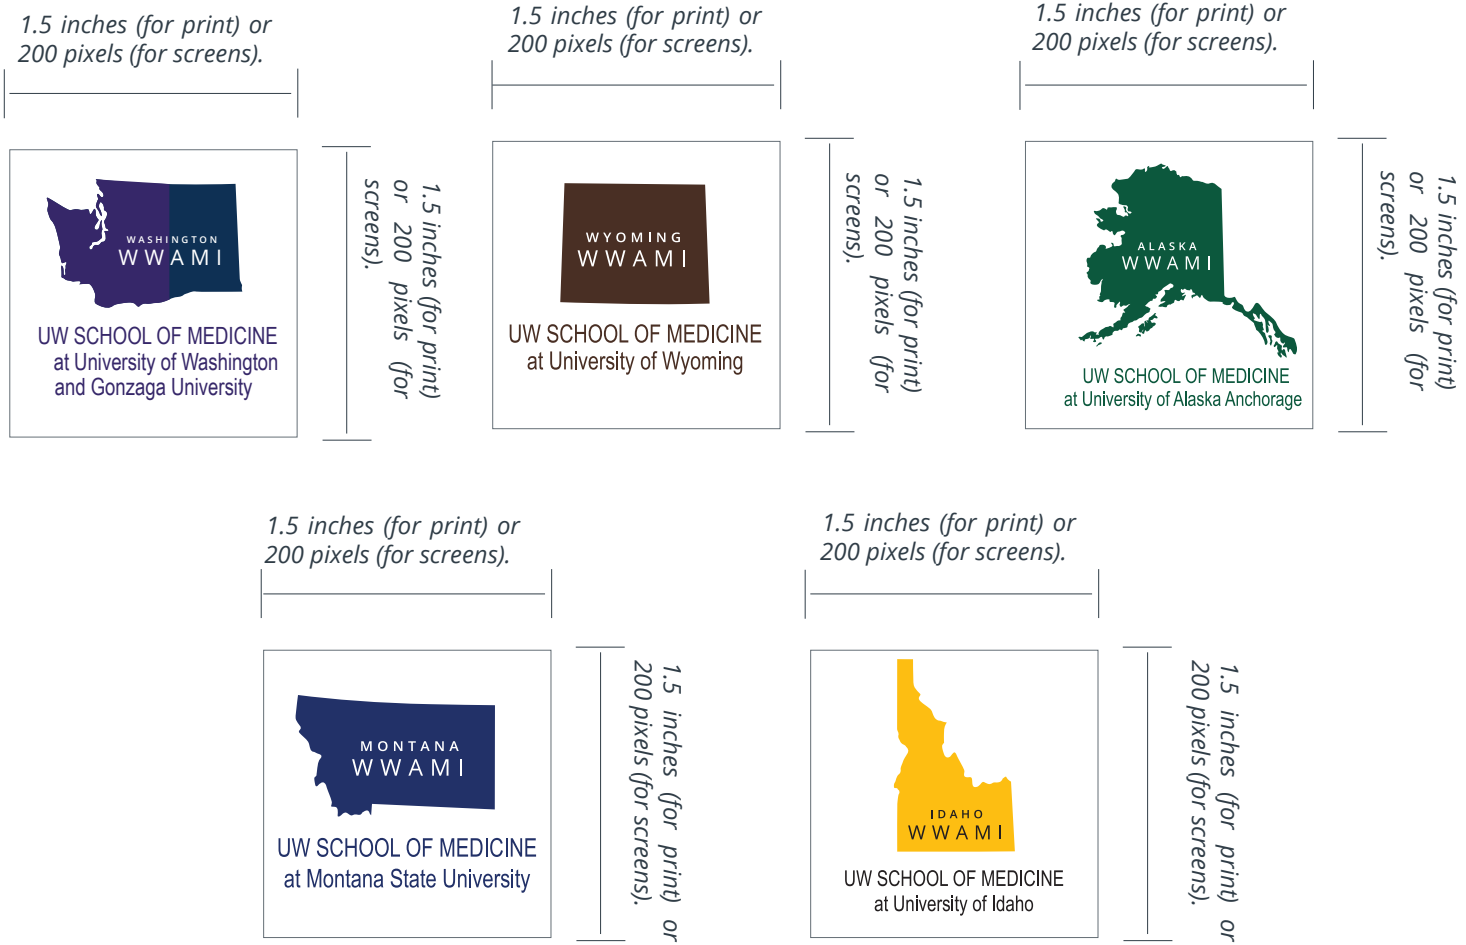 1.5 inches (for print) or
200 pixels (for screens).
1.5 inches (for print) or
200 pixels (for screens).
1.5 inches (for print) or
200 pixels (for screens).
WASHINGTON
WWAMI
UW SCHOOL OF MEDICINE
at University of Washington
and Gonzaga University
1.5 inches (for print)
or 200 pixels (for
screens).
WYOMING
WWAMI
UW SCHOOL OF MEDICINE
at University of Wyoming
1.5 inches (for print)
or 200 pixels (for
screens).
ALASKA
WWAMI
UW SCHOOL OF MEDICINE
at University of Alaska Anchorage
1.5 inches (for print)
or 200 pixels (for
screens).
1.5 inches (for print) or
200 pixels (for screens).
1.5 inches (for print) or
200 pixels (for screens).
MONTANA
WWAMI
UW SCHOOL OF MEDICINE
at Montana State University
1.5 inches (for print) or
200 pixels (for screens).
IDAHO
WWAMI
UW SCHOOL OF MEDICINE
at University of Idaho
1.5 inches (for print) or
200 pixels (for screens).